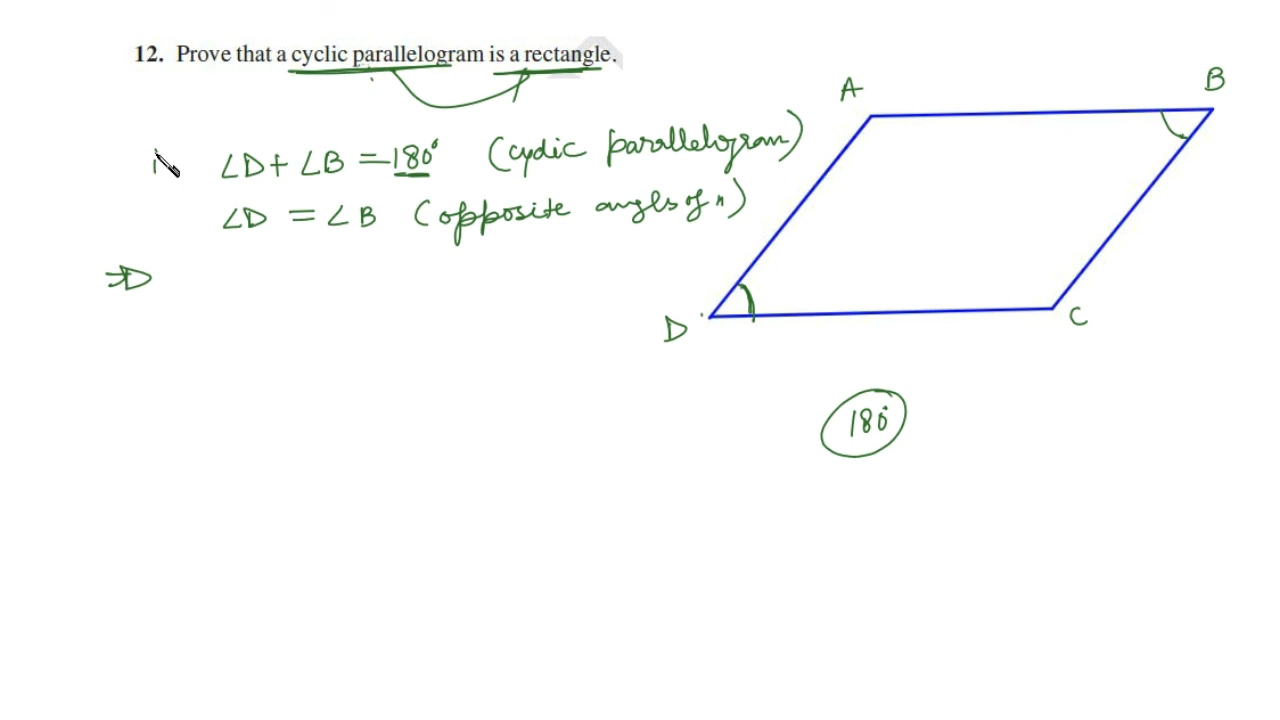 12. Prove that a cyclic parallelogram is a rectangle.
A
B
∠D + ∠B = 180° (cyclic parallelogram)
∠D = ∠B (opposite angles of ")
⇒
D
C
180°